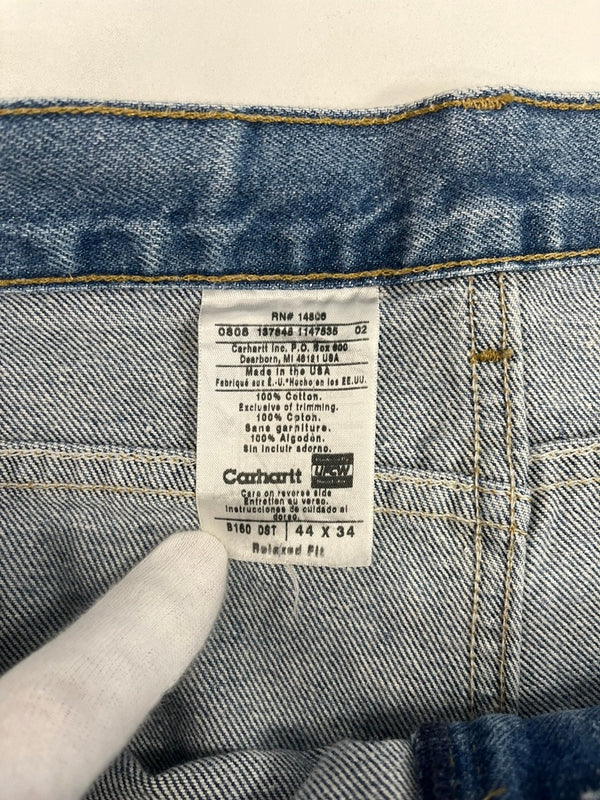 RN# 14806
0808 137848 1147535 02
Carhartt Inc. P.O. Box 600
Dearborn, MI 48121 USA
Made in the USA
Fabriqué aux É.-U.*Hecho en los EE.UU.
100% Cotton.
Exclusive of trimming.
100% Coton.
Sans garniture.
100% Algodón.
Sin incluir adorno.
Carhartt UFCW
Care on reverse side
Entretien au verso.
Instrucciones de cuidado al
dorso.
B160 DST 44 X 34
Relaxed Fit